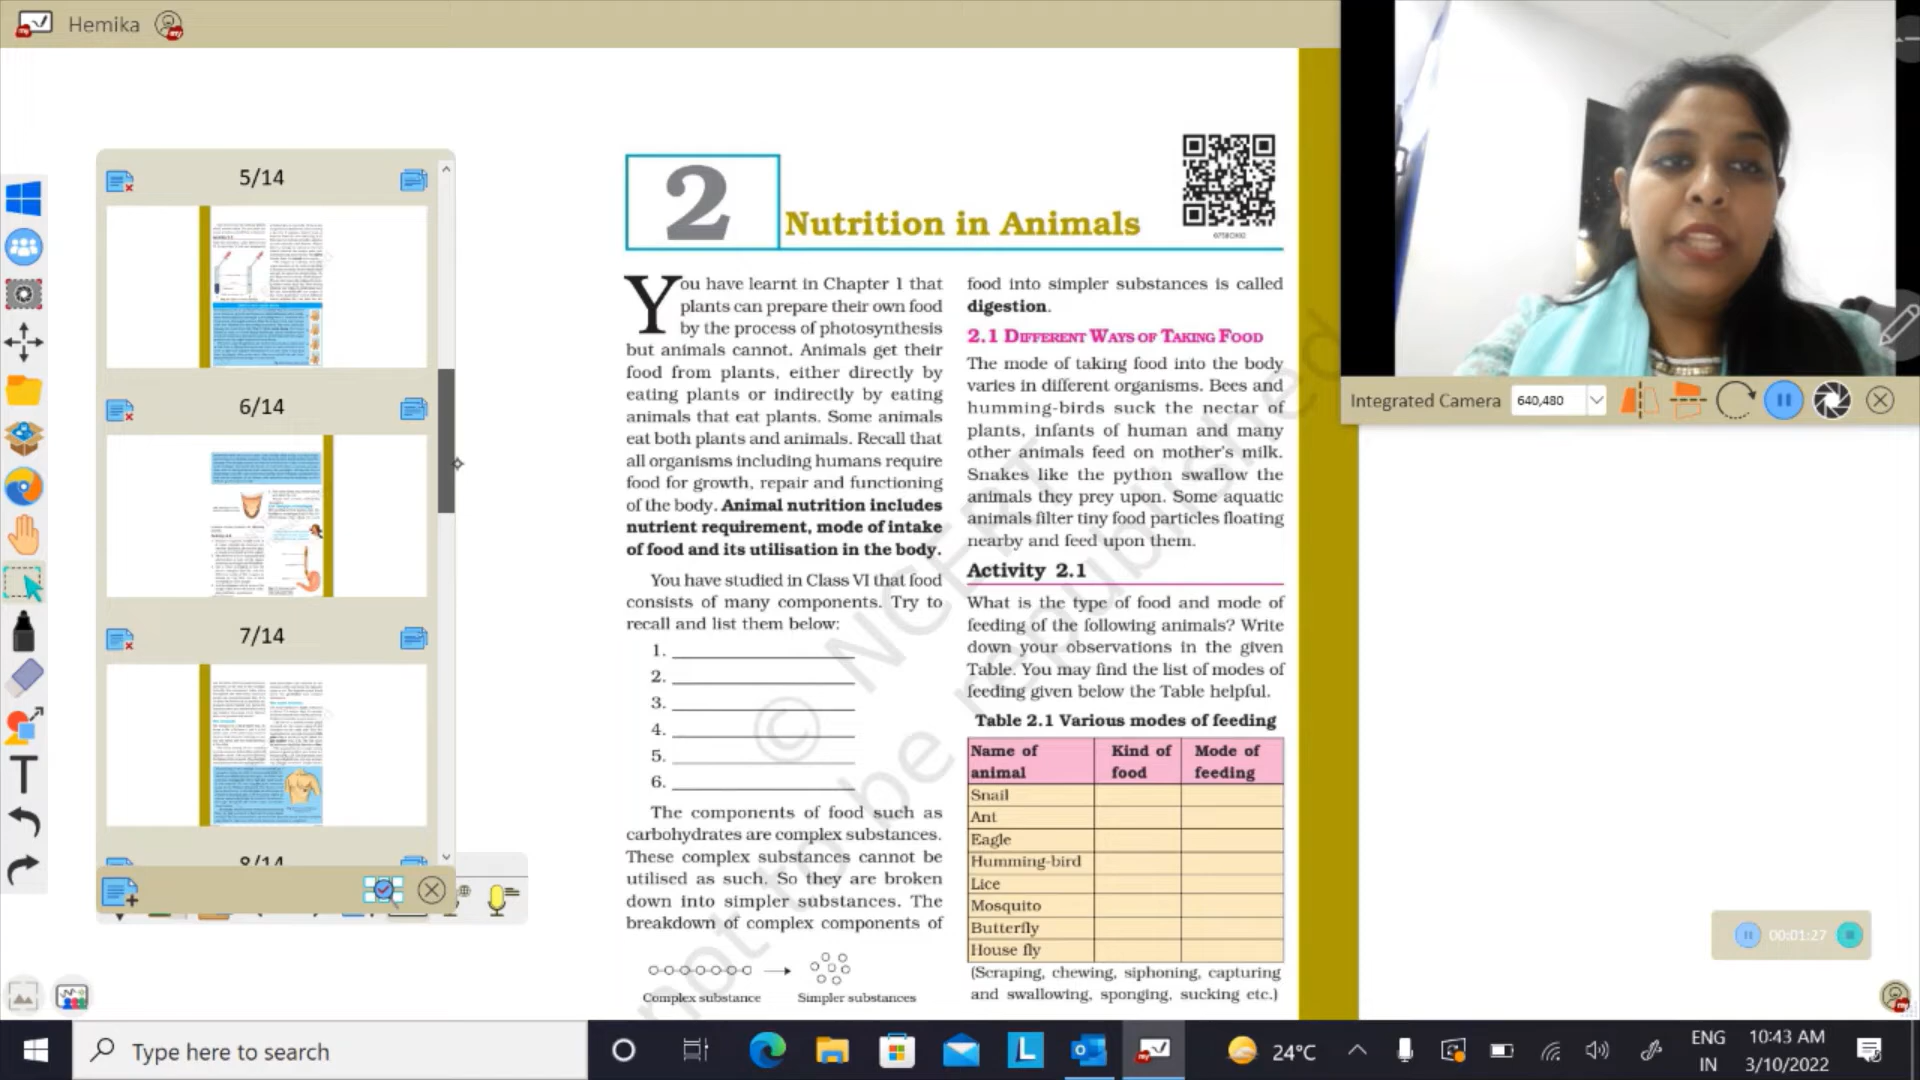 Hemika
5/14
6/14
7/14
8/14
2
Nutrition in Animals
You have learnt in Chapter 1 that
plants can prepare their own food
by the process of photosynthesis
but animals cannot. Animals get their
food from plants, either directly by
eating plants or indirectly by eating
animals that eat plants. Some animals
eat both plants and animals. Recall that
all organisms including humans require
food for growth, repair and functioning
of the body. Animal nutrition includes
nutrient requirement, mode of intake
of food and its utilisation in the body.
You have studied in Class VI that food
consists of many components. Try to
recall and list them below:
1.
2.
3.
4.
5.
6.
The components of food such as
carbohydrates are complex substances.
These complex substances cannot be
utilised as such. So they are broken
down into simpler substances. The
breakdown of complex components of
Complex substance
Simpler substances
food into simpler substances is called
digestion.
2.1 DIFFERENT WAYS OF TAKING FOOD
The mode of taking food into the body
varies in different organisms. Bees and
humming-birds suck the nectar of
plants, infants of human and many
other animals feed on mother's milk.
Snakes like the python swallow the
animals they prey upon. Some aquatic
animals filter tiny food particles floating
nearby and feed upon them.
Activity 2.1
What is the type of food and mode of
feeding of the following animals? Write
down your observations in the given
Table. You may find the list of modes of
feeding given below the Table helpful.
Table 2.1 Various modes of feeding
Name of animal Kind of food Mode of feeding
Snail
Ant
Eagle
Humming-bird
Lice
Mosquito
Butterfly
House fly
(Scraping, chewing, siphoning, capturing
and swallowing, sponging, sucking etc.)
© NCERT
not to be republished
Integrated Camera 640,480
00:01:27
Type here to search
24°C
ENG
IN
10:43 AM
3/10/2022